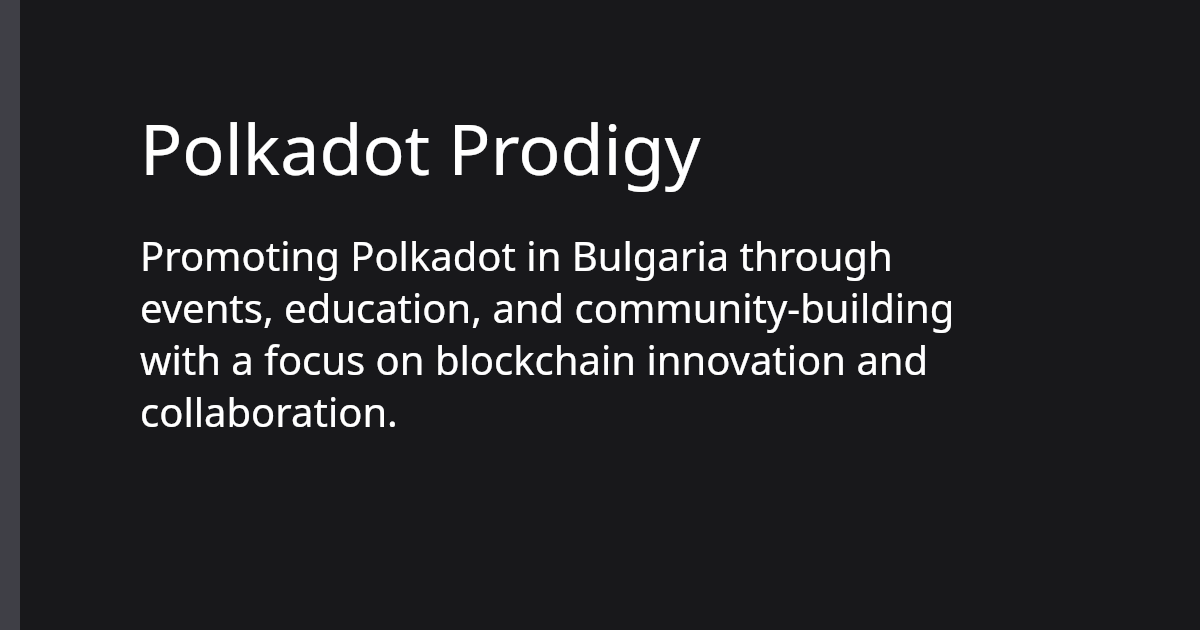 Polkadot Prodigy
Promoting Polkadot in Bulgaria through
events, education, and community-building
with a focus on blockchain innovation and
collaboration.